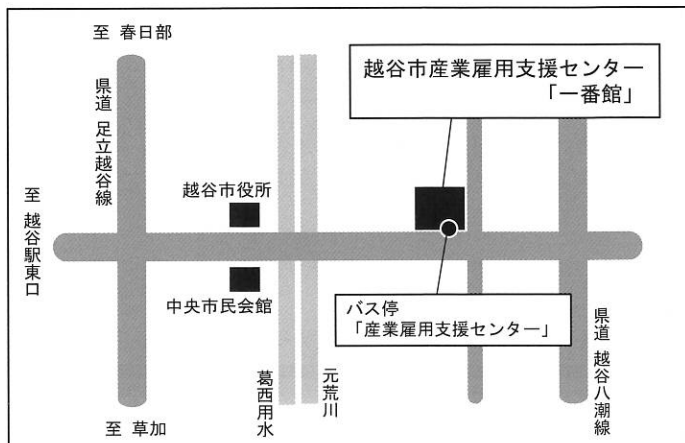 至 春日部
越谷市産業雇用支援センター
「一番館」
県道 足立越谷線
越谷市役所
至 越谷駅東口
中央市民会館
バス停
「産業雇用支援センター」
県道 越谷八潮線
葛西用水
元荒川
至 草加